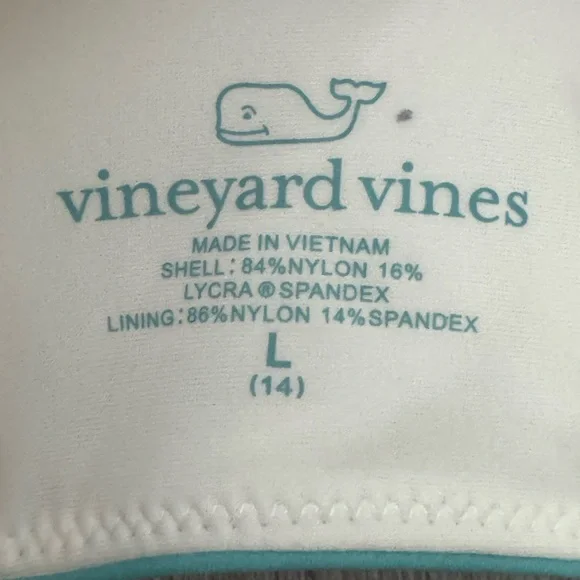 vineyard vines
MADE IN VIETNAM
SHELL: 84%NYLON 16%
LYCRA ® SPANDEX
LINING: 86%NYLON 14%SPANDEX
L
(14)